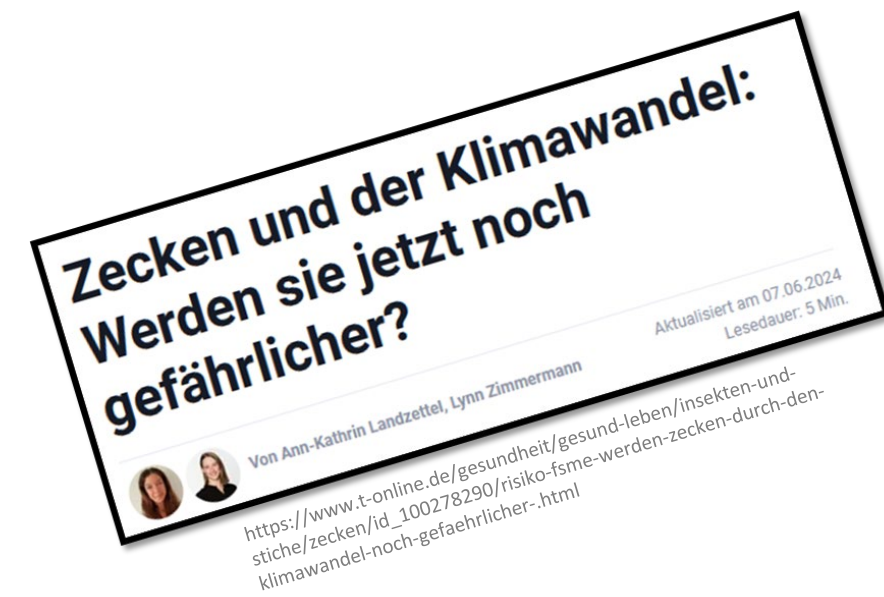 Zecken und der Klimawandel:
Werden sie jetzt noch
gefährlicher?
Aktualisiert am 07.06.2024
Lesedauer: 5 Min.
Von Ann-Kathrin Landzettel, Lynn Zimmermann
https://www.t-online.de/gesundheit/gesund-leben/insekten-und-
stiche/zecken/id_100278290/risiko-fsme-werden-zecken-durch-den-
klimawandel-noch-gefaehrlicher-.html